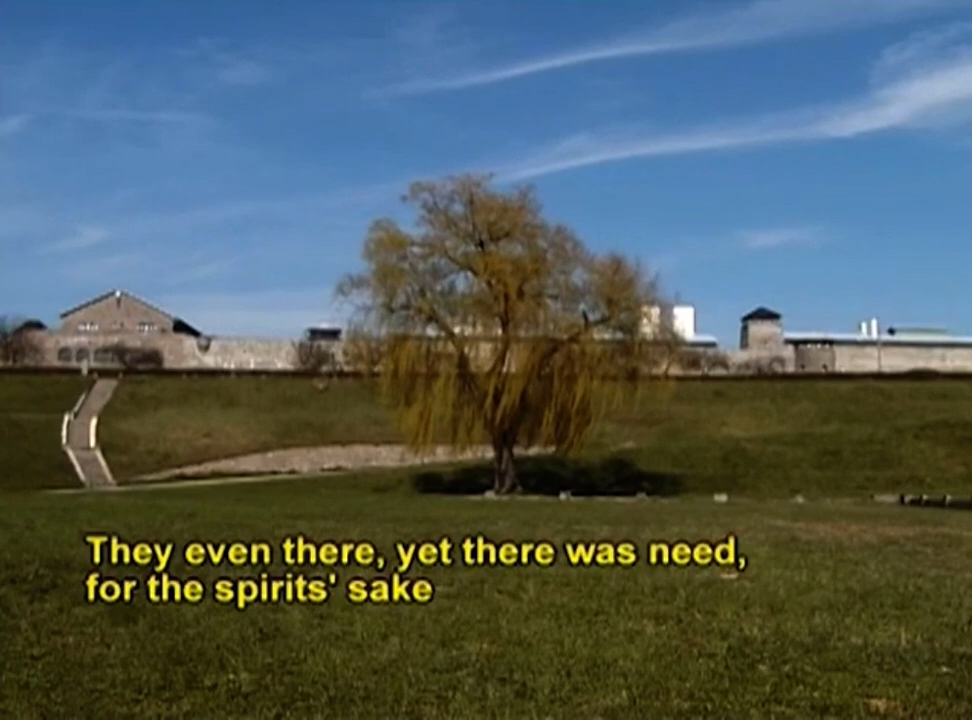 They even there, yet there was need,
for the spirits' sake